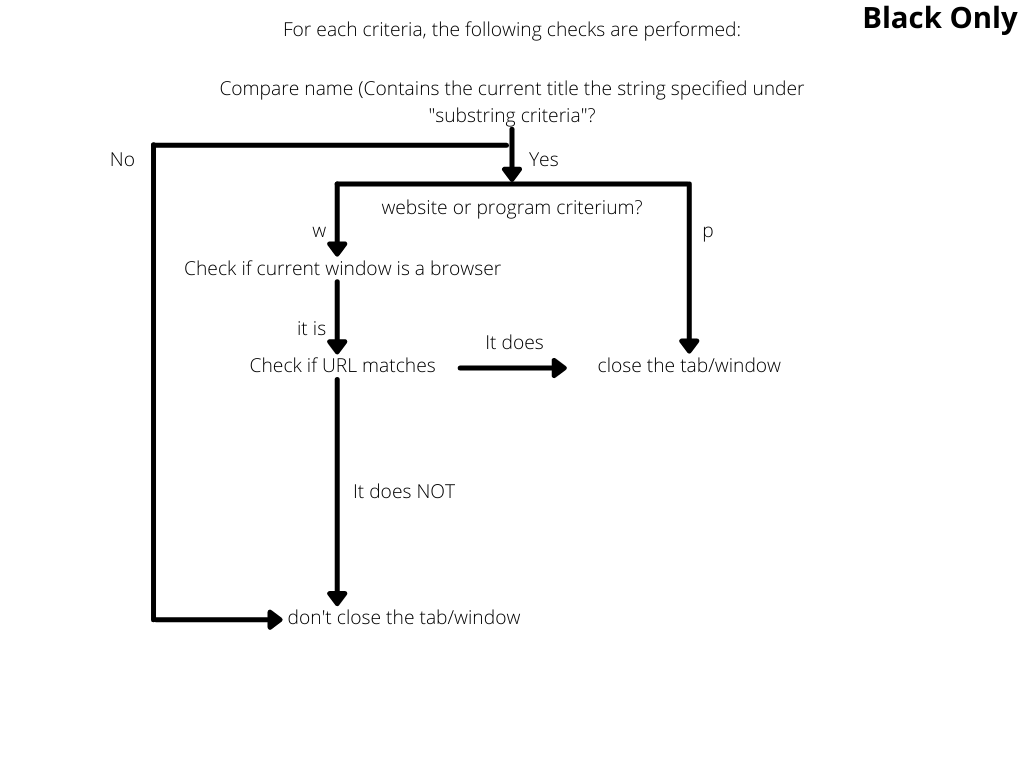 Black Only
For each criteria, the following checks are performed:
Compare name (Contains the current title the string specified under
"substring criteria"?
No
Yes
website or program criterium?
w
p
Check if current window is a browser
it is
It does
Check if URL matches
close the tab/window
It does NOT
don't close the tab/window